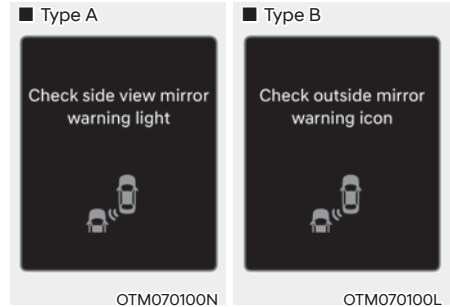 ■ Type A
Check side view mirror
warning light
OTM070100N
■ Type B
Check outside mirror
warning icon
OTM070100L